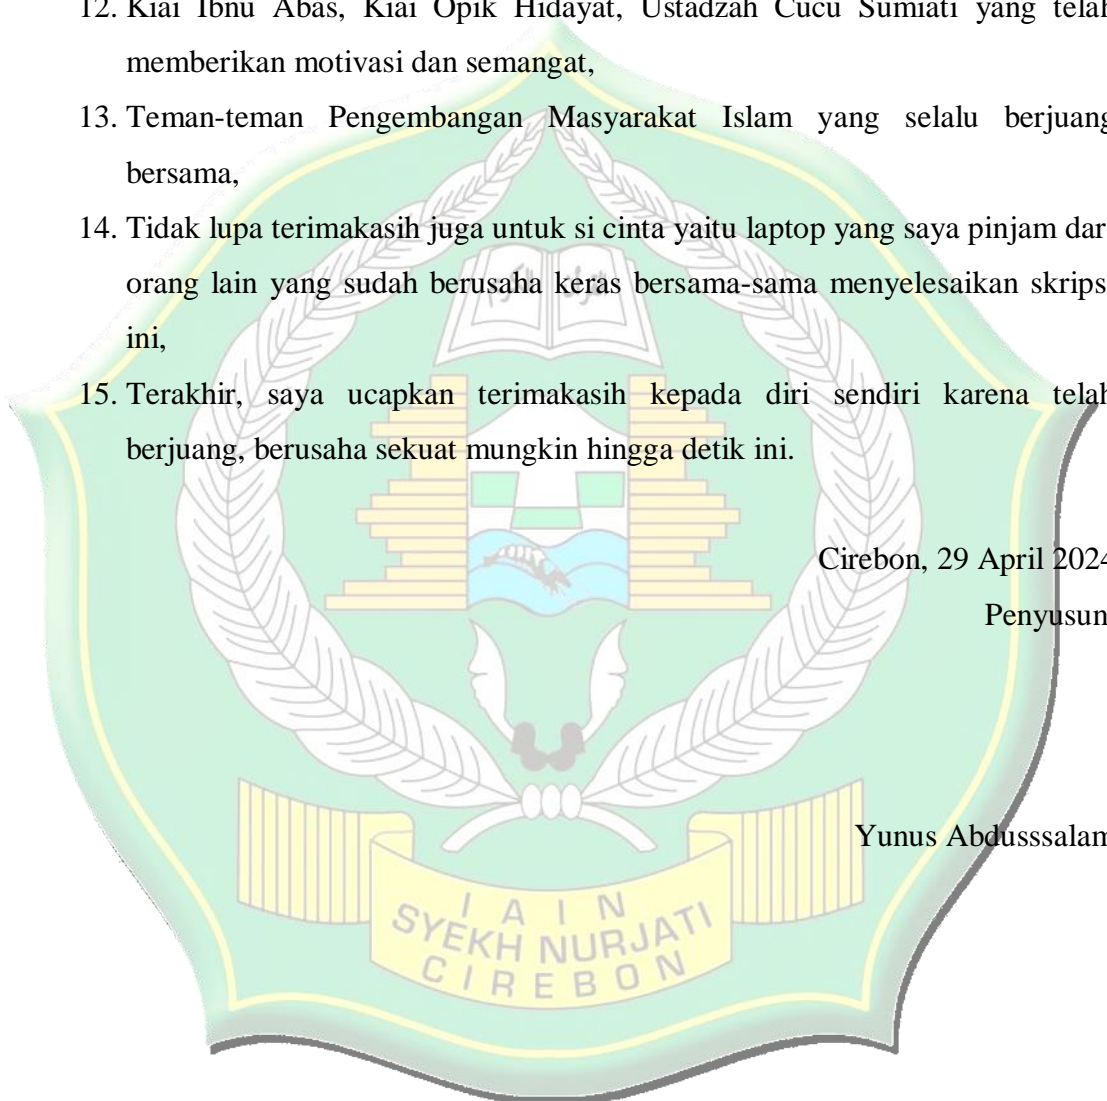 12. Kiai Ibnu Abas, Kiai Opik Hidayat, Ustadzah Cucu Sumiati yang telah
memberikan motivasi dan semangat,
13. Teman-teman Pengembangan Masyarakat Islam yang selalu berjuang
bersama,
14. Tidak lupa terimakasih juga untuk si cinta yaitu laptop yang saya pinjam dar
orang lain yang sudah berusaha keras bersama-sama menyelesaikan skrips
ini,
15. Terakhir, saya ucapkan terimakasih kepada diri sendiri karena telah
berjuang, berusaha sekuat mungkin hingga detik ini.
Cirebon, 29 April 2024
Penyusun
Yunus Abdusssalam
IAIN
SYEKH NURJATI
CIREBON